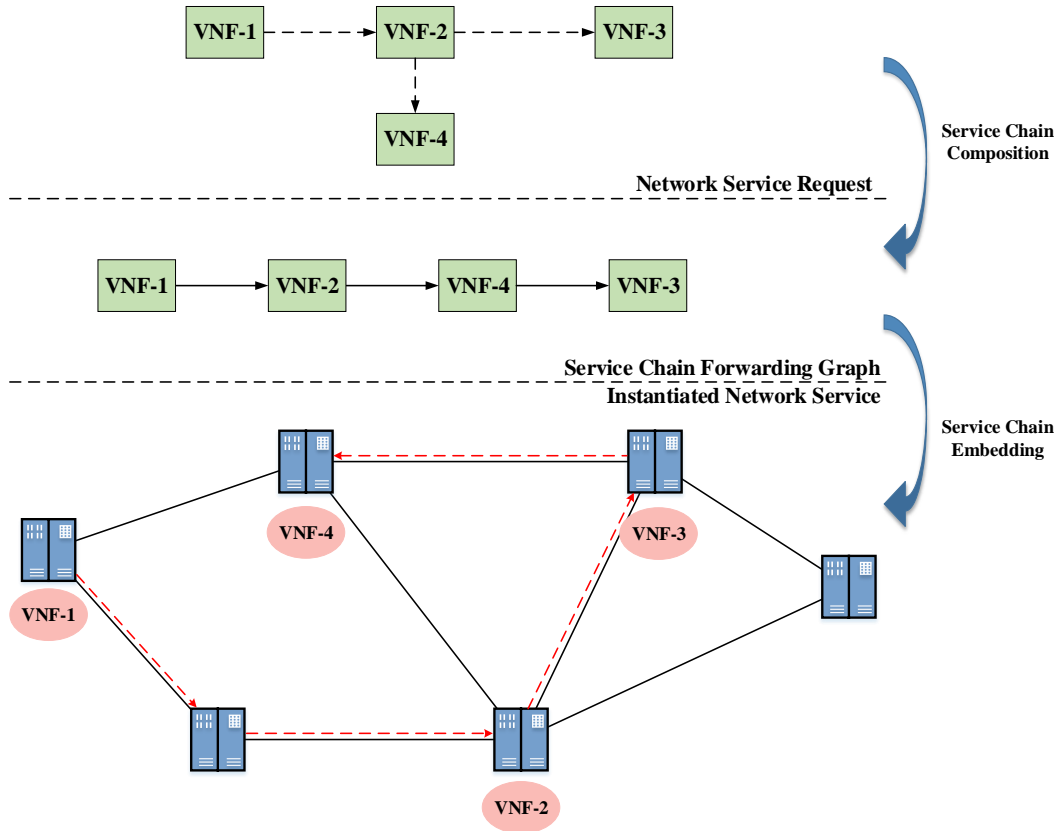 VNF-1
VNF-2
VNF-3
VNF-4
Service Chain
Composition
Network Service Request
VNF-1
VNF-2
VNF-4
VNF-3
Service Chain Forwarding Graph
Instantiated Network Service
Service Chain
Embedding
VNF-4
VNF-3
VNF-1
VNF-2